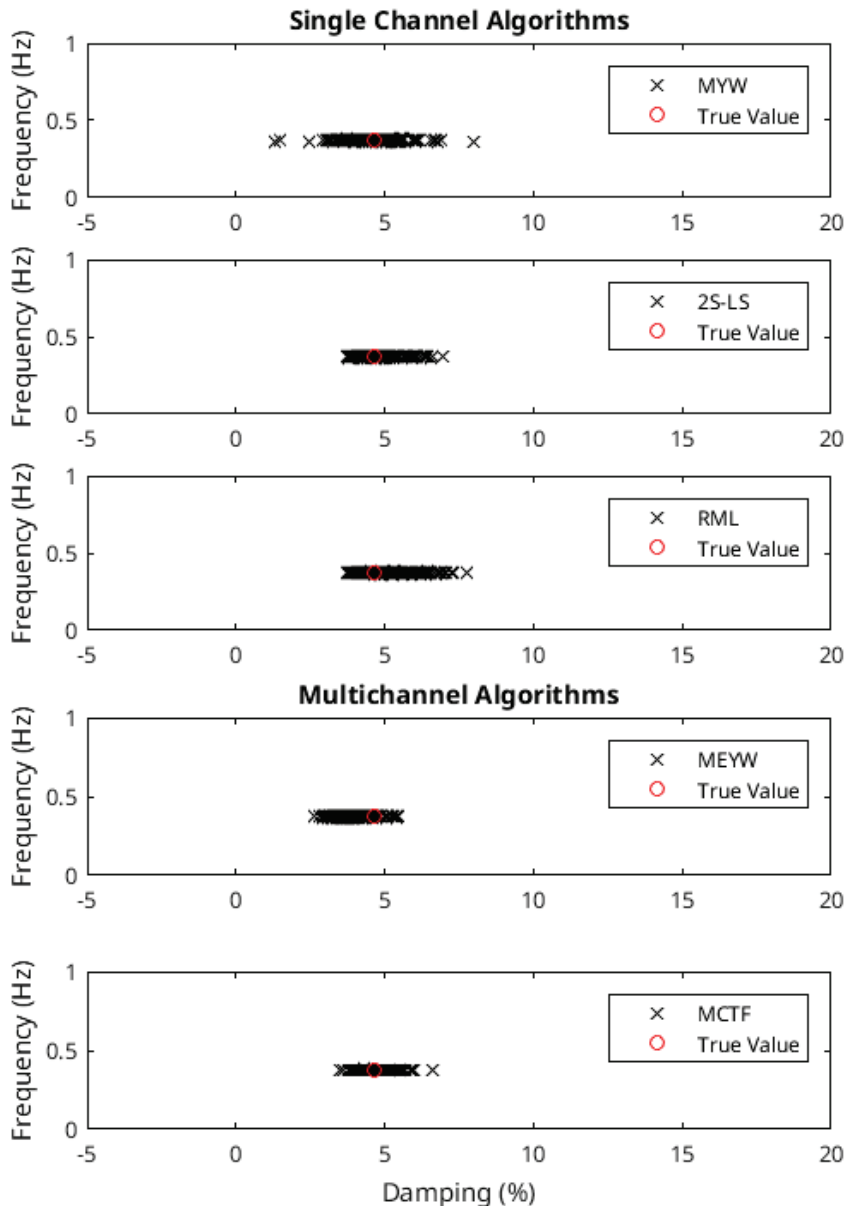 Single Channel Algorithms
Frequency (Hz)
1
0.5
0
MYW
True Value
-5 0 5 10 15 20
Frequency (Hz)
1
0.5
0
2S-LS
True Value
-5 0 5 10 15 20
Frequency (Hz)
1
0.5
0
RML
True Value
-5 0 5 10 15 20
Multichannel Algorithms
Frequency (Hz)
1
0.5
0
MEYW
True Value
-5 0 5 10 15 20
Frequency (Hz)
1
0.5
0
MCTF
True Value
-5 0 5 10 15 20
Damping (%)